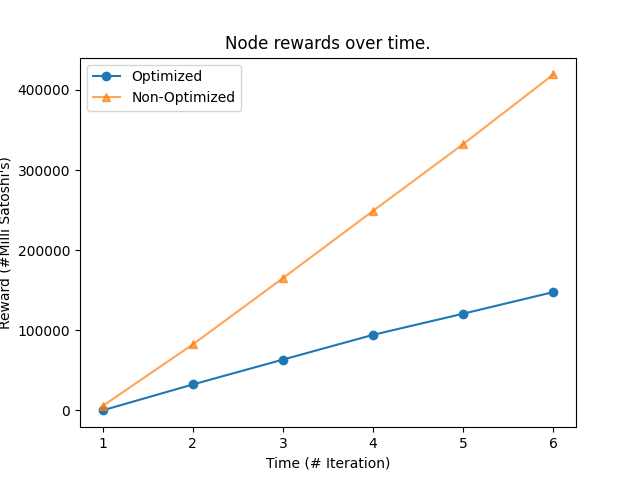 Node rewards over time.
Optimized
Non-Optimized
400000
300000
200000
100000
0
Reward (#Milli Satoshi's)
1 2 3 4 5 6
Time (# Iteration)